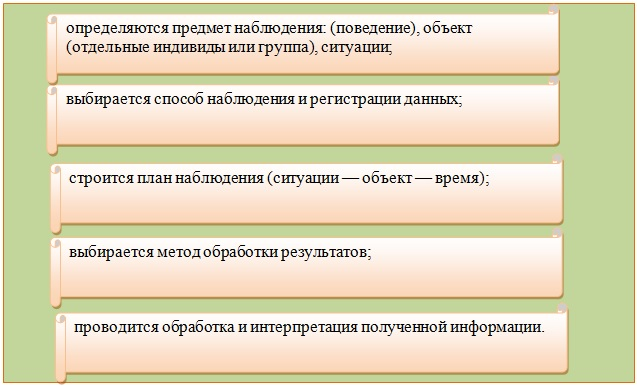 определяются предмет наблюдения: (поведение), объект
(отдельные индивиды или группа), ситуации;
выбирается способ наблюдения и регистрации данных;
строится план наблюдения (ситуации — объект — время);
выбирается метод обработки результатов;
проводится обработка и интерпретация полученной информации.